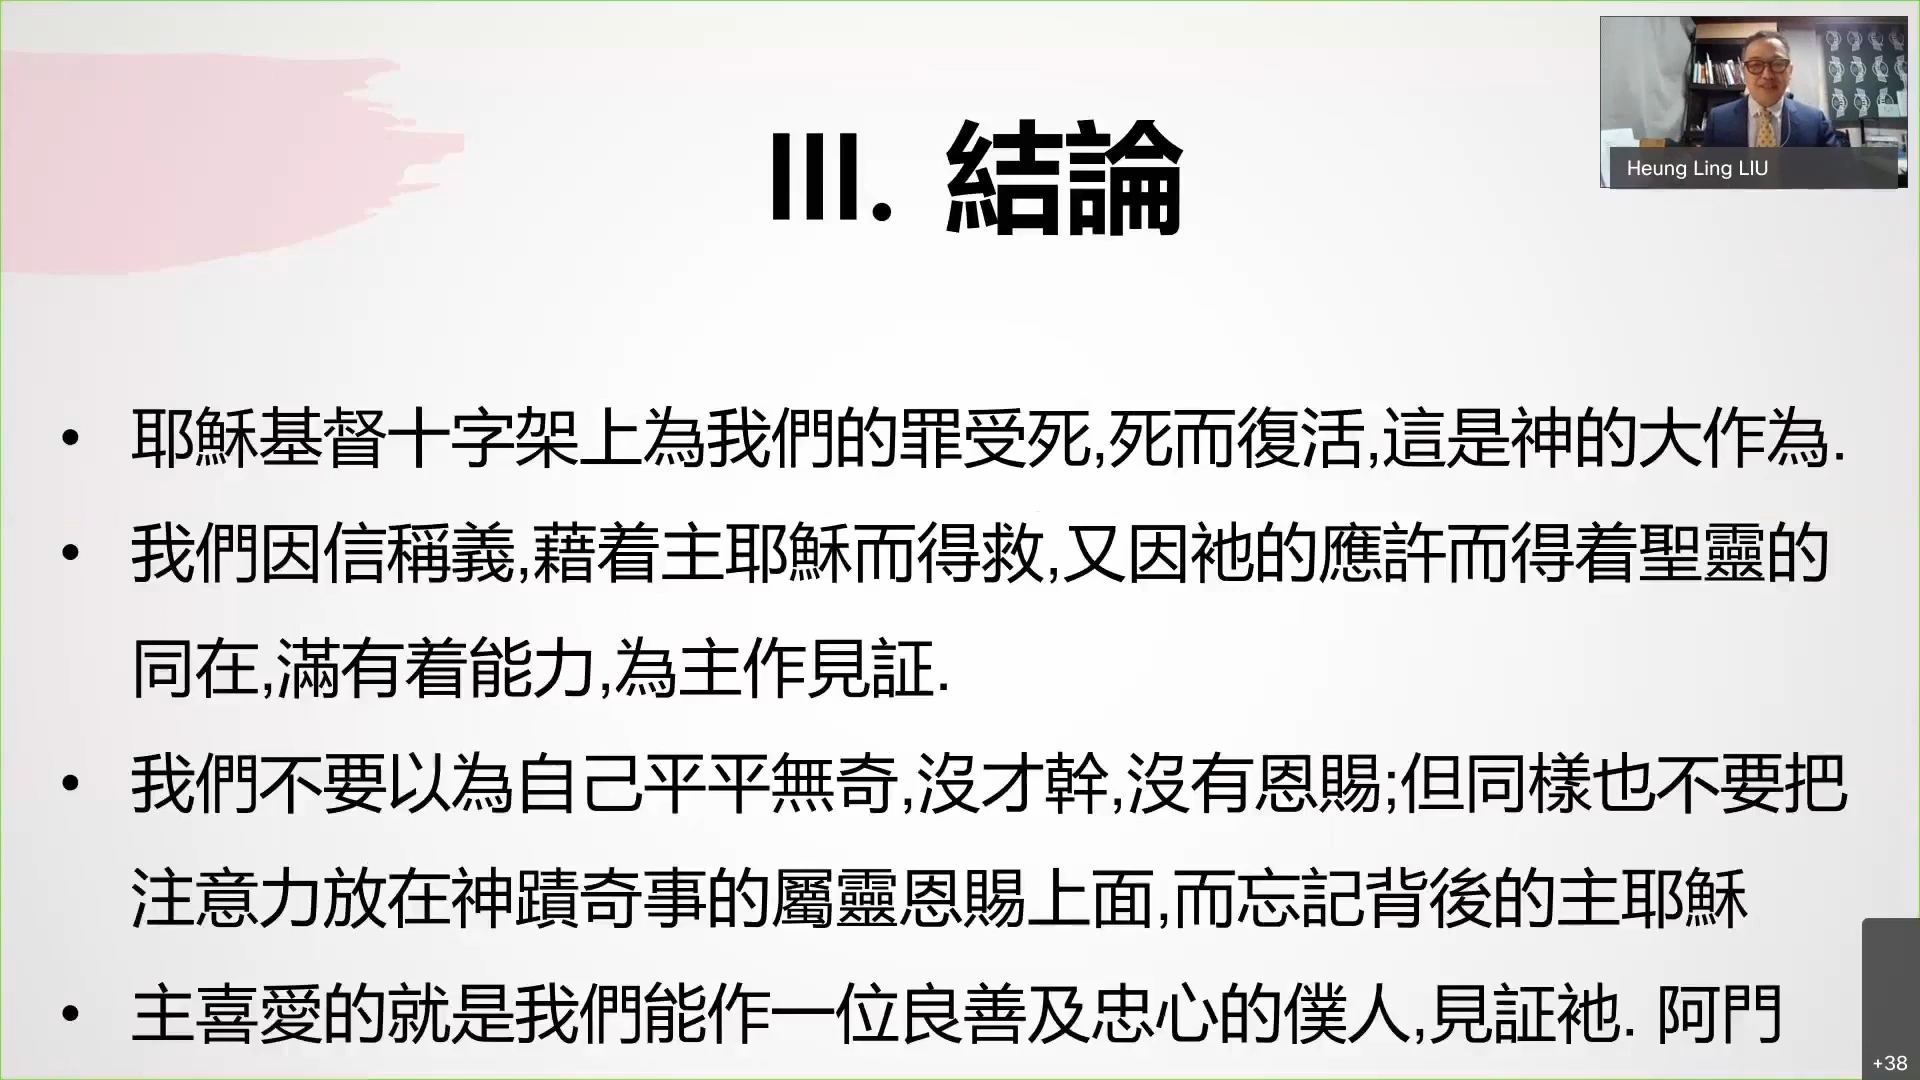 Heung Ling LIU
III. 結論
• 耶穌基督十字架上為我們的罪受死,死而復活,這是神的大作為.
• 我們因信稱義,藉着主耶穌而得救,又因祂的應許而得着聖靈的
同在,滿有着能力,為主作見証.
• 我們不要以為自己平平無奇,沒才幹,沒有恩賜;但同樣也不要把
注意力放在神蹟奇事的屬靈恩賜上面,而忘記背後的主耶穌
• 主喜愛的就是我們能作一位良善及忠心的僕人,見証祂. 阿門
+38